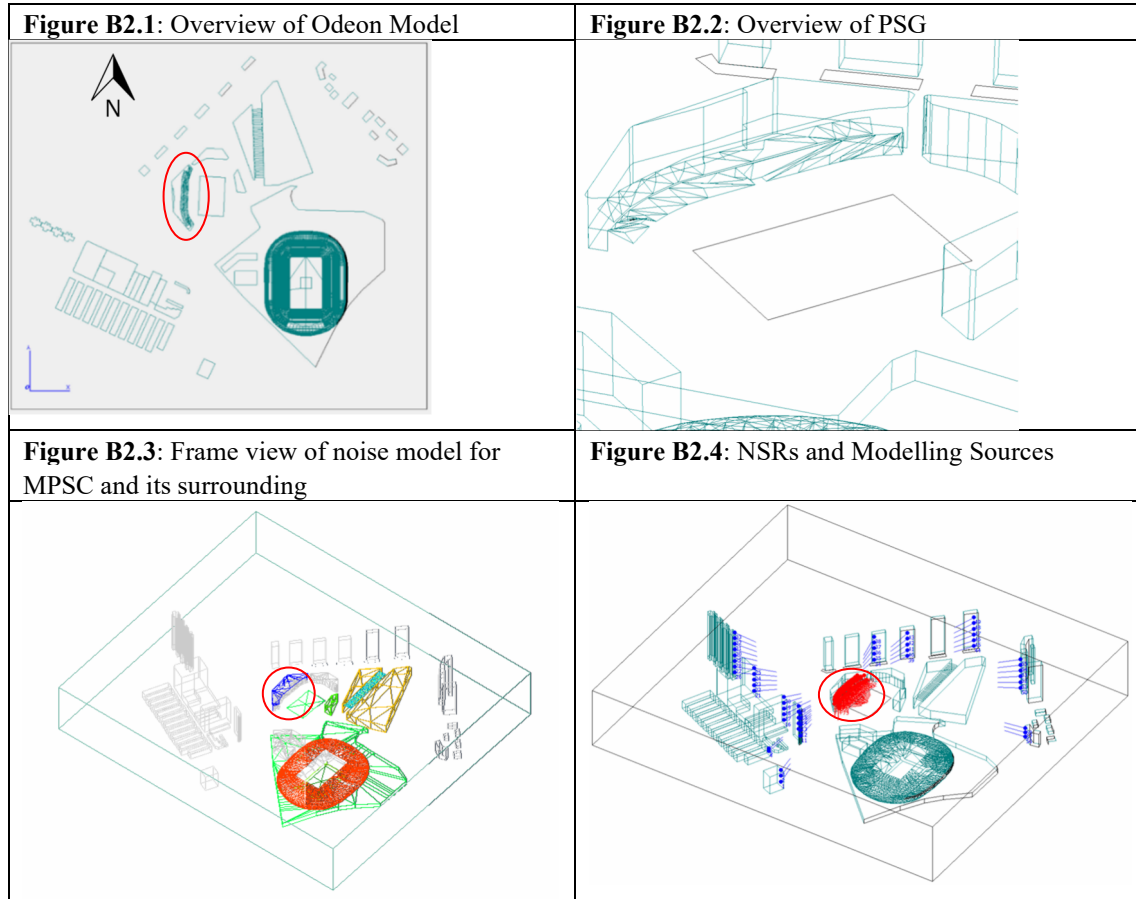 Figure B2.1: Overview of Odeon Model
Figure B2.2: Overview of PSG
N
Figure B2.3: Frame view of noise model for
MPSC and its surrounding
Figure B2.4: NSRs and Modelling Sources